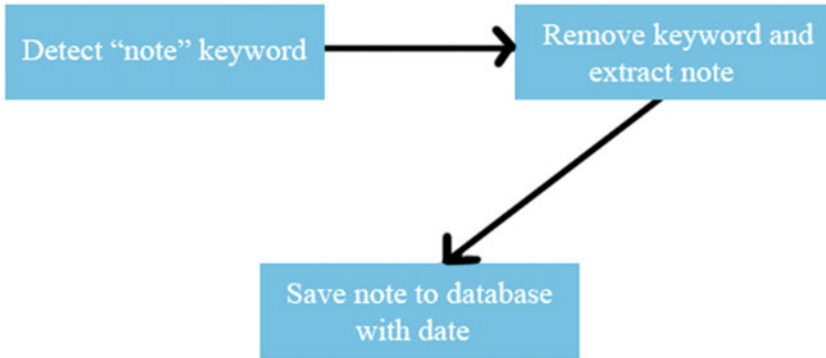 Detect “note” keyword
Remove keyword and
extract note
Save note to database
with date